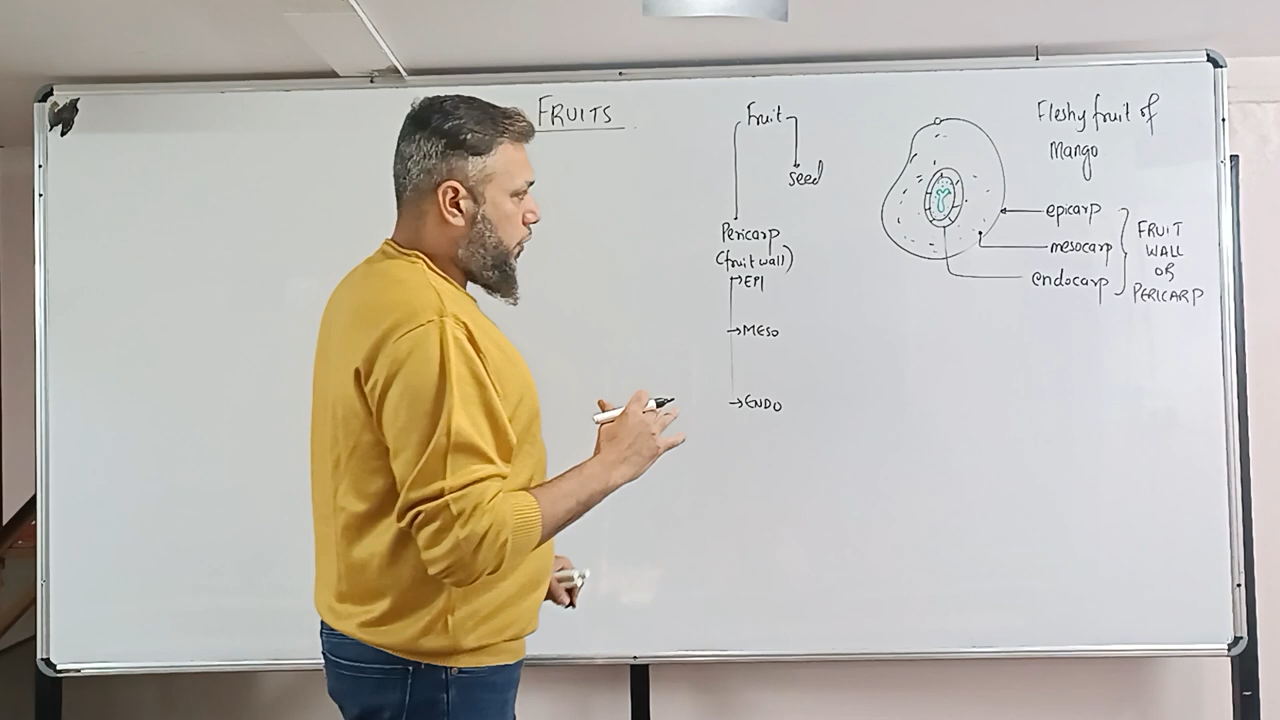 FRUITS
Fruit
seed
Pericarp
(fruit wall)
EPI
MESO
ENDO
Fleshy fruit of
Mango
epicarp
mesocarp
endocarp
FRUIT
WALL
OR
PERICARP